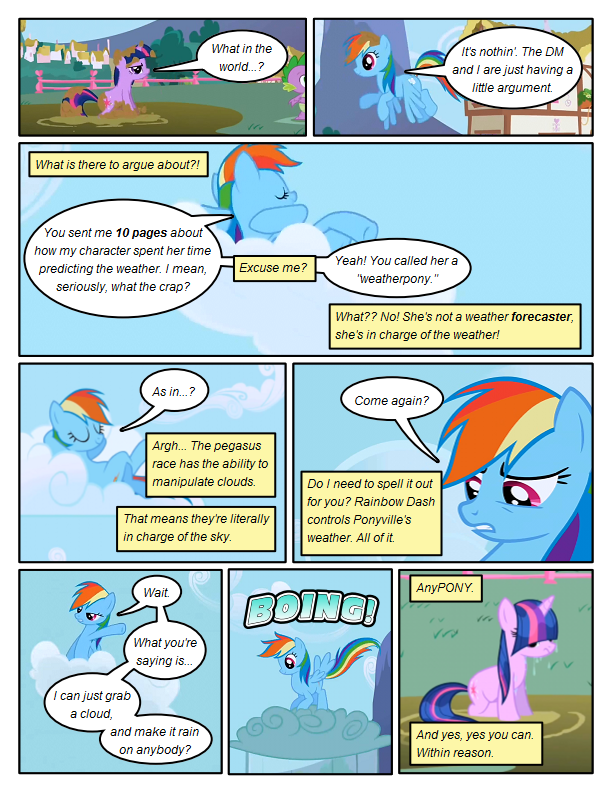 What in the
world...?
It's nothin'. The DM
and I are just having a
little argument.
What is there to argue about?!
You sent me 10 pages about
how my character spent her time
predicting the weather. I mean,
seriously, what the crap?
Excuse me?
Yeah! You called her a
"weatherpony."
What?? No! She's not a weather forecaster,
she's in charge of the weather!
As in...?
Argh... The pegasus
race has the ability to
manipulate clouds.
That means they're literally
in charge of the sky.
Come again?
Do I need to spell it out
for you? Rainbow Dash
controls Ponyville's
weather. All of it.
Wait.
What you're
saying is...
I can just grab
a cloud,
and make it rain
on anybody?
BOING!
AnyPONY.
And yes, yes you can.
Within reason.